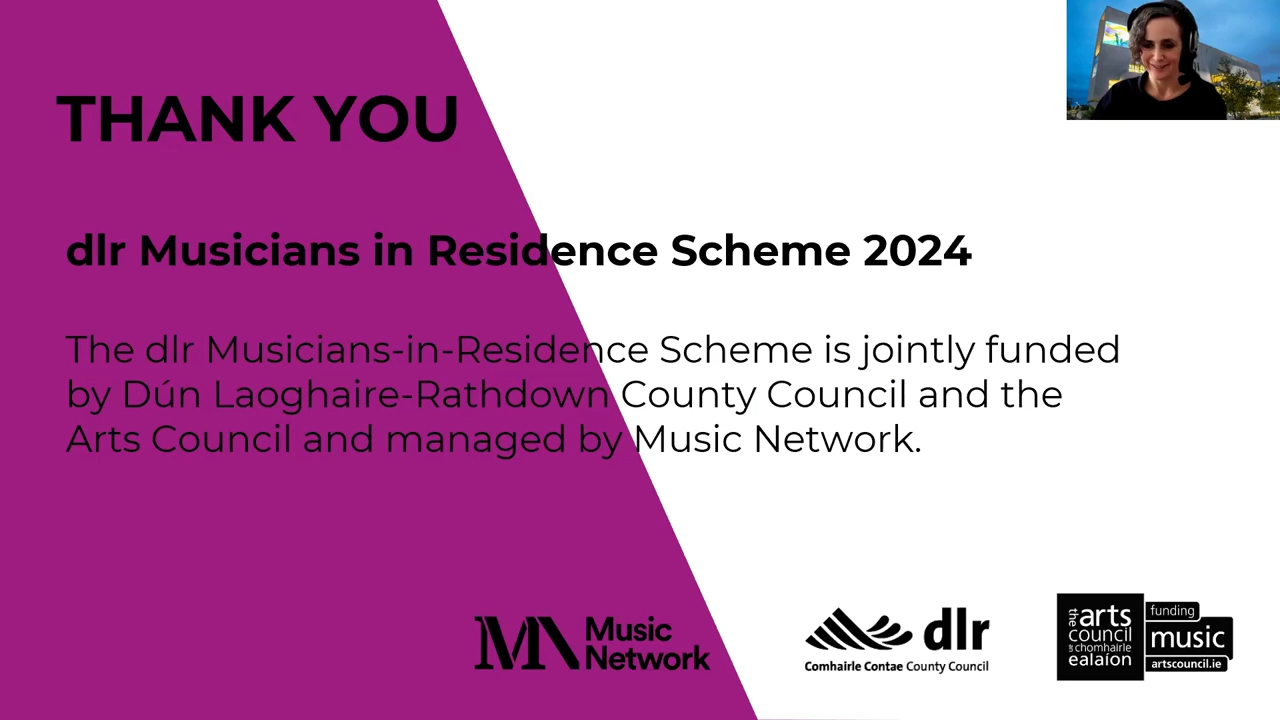 THANK YOU
dlr Musicians in Residence Scheme 2024
The dlr Musicians-in-Residence Scheme is jointly funded
by Dún Laoghaire-Rathdown County Council and the
Arts Council and managed by Music Network.
Music
Network
dlr
Comhairle Contae County Council
the arts
council
chomhairle
ealaíon
funding
music
artscouncil.ie